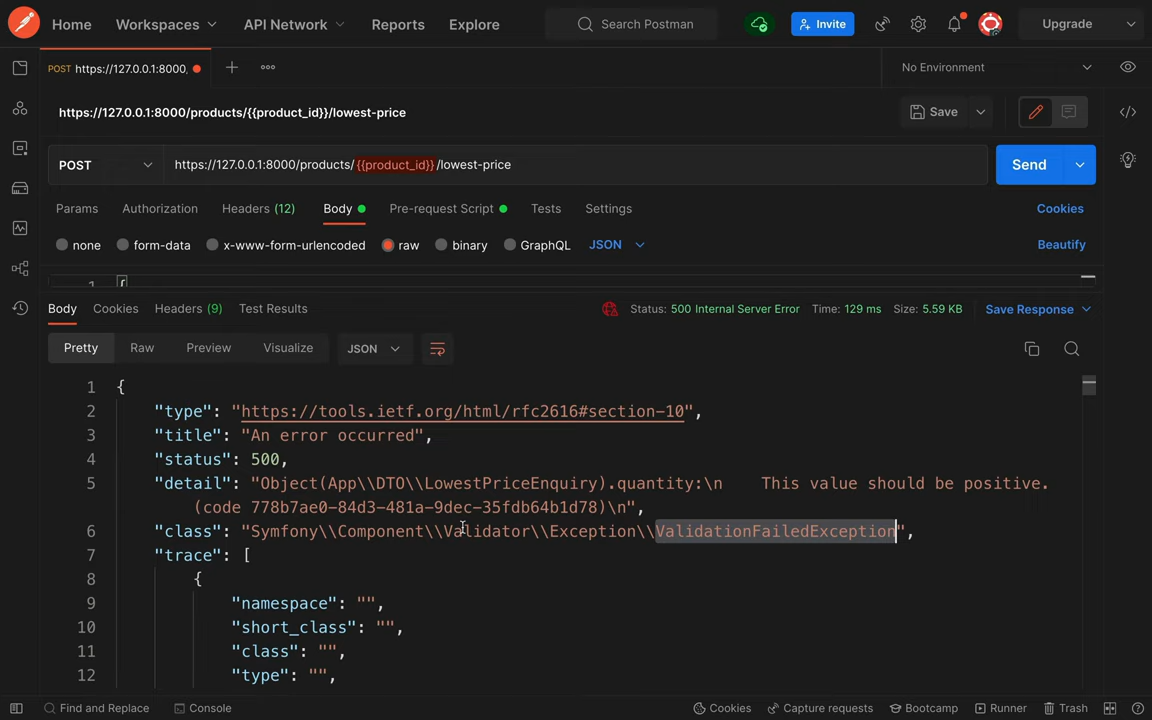 Home Workspaces API Network Reports Explore Search Postman Invite Upgrade
POST https://127.0.0.1:8000, No Environment
https://127.0.0.1:8000/products/{{product_id}}/lowest-price Save
POST https://127.0.0.1:8000/products/{{product_id}}/lowest-price Send
Params Authorization Headers (12) Body Pre-request Script Tests Settings Cookies
none form-data x-www-form-urlencoded raw binary GraphQL JSON Beautify
1 {
Body Cookies Headers (9) Test Results Status: 500 Internal Server Error Time: 129 ms Size: 5.59 KB Save Response
Pretty Raw Preview Visualize JSON
1 {
2 "type": "https://tools.ietf.org/html/rfc2616#section-10",
3 "title": "An error occurred",
4 "status": 500,
5 "detail": "Object(App\\DTO\\LowestPriceEnquiry).quantity:\n    This value should be positive.
(code 778b7ae0-84d3-481a-9dec-35fdb64b1d78)\n",
6 "class": "Symfony\\Component\\Validator\\Exception\\ValidationFailedException",
7 "trace": [
8 {
9 "namespace": "",
10 "short_class": "",
11 "class": "",
12 "type": "",
Find and Replace Console Cookies Capture requests Bootcamp Runner Trash